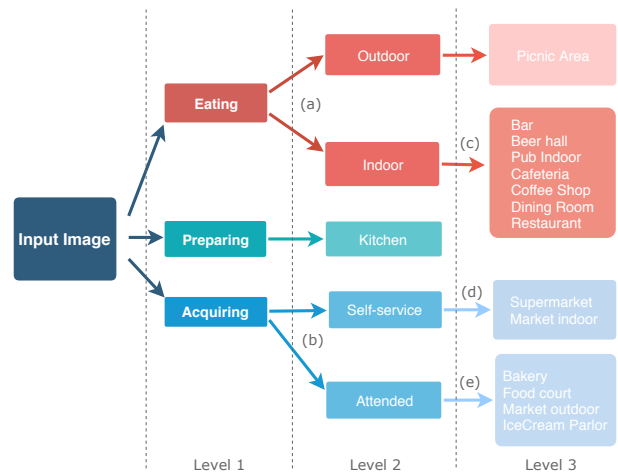 Input Image
Eating
Preparing
Acquiring
(a)
(b)
Outdoor
Indoor
Kitchen
Self-service
Attended
(c)
(d)
(e)
Picnic Area
Bar
Beer hall
Pub Indoor
Cafeteria
Coffee Shop
Dining Room
Restaurant
Supermarket
Market indoor
Bakery
Food court
Market outdoor
IceCream Parlor
Level 1
Level 2
Level 3